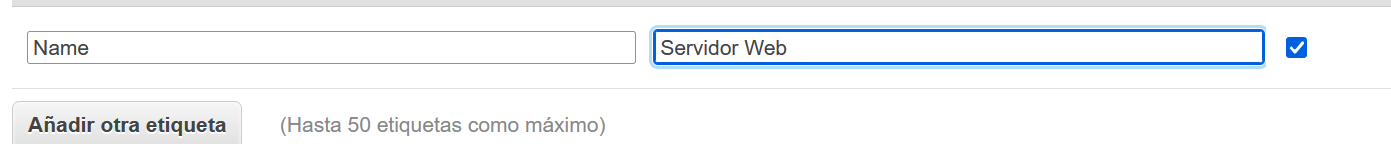 Name Servidor Web
Añadir otra etiqueta (Hasta 50 etiquetas como máximo)